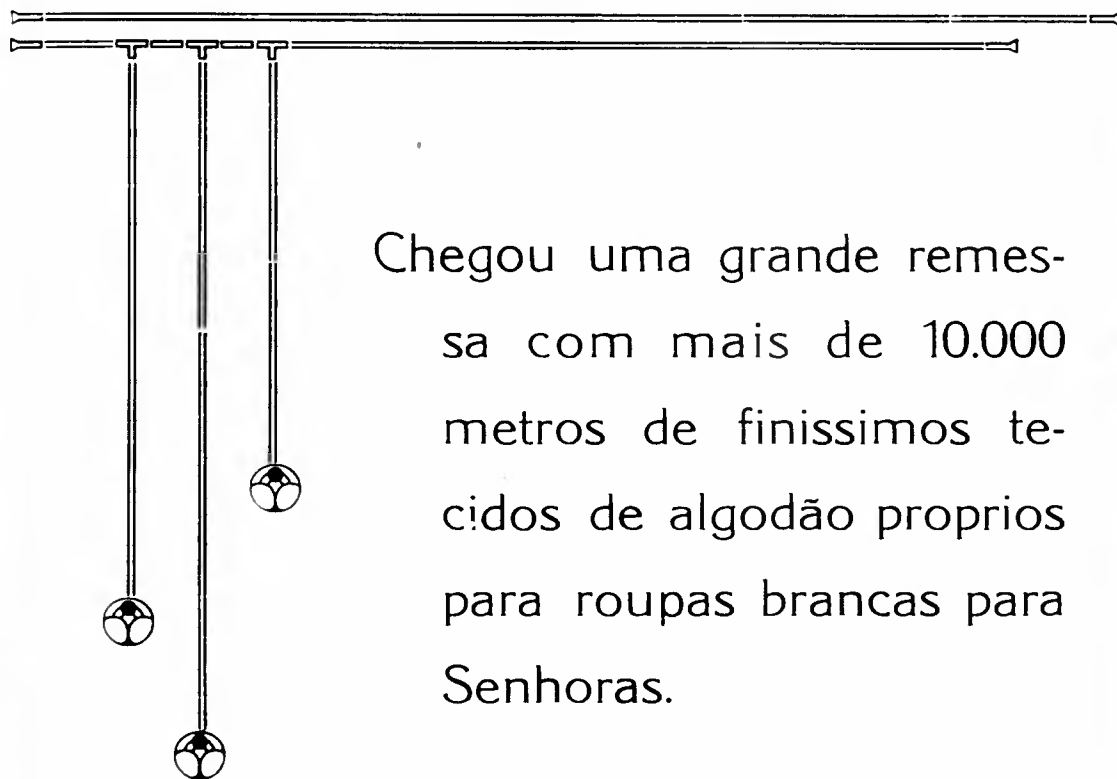 Chegou uma grande remes-
sa com mais de 10.000
metros de finissimos te-
cidos de algodão proprios
para roupas brancas para
Senhoras.